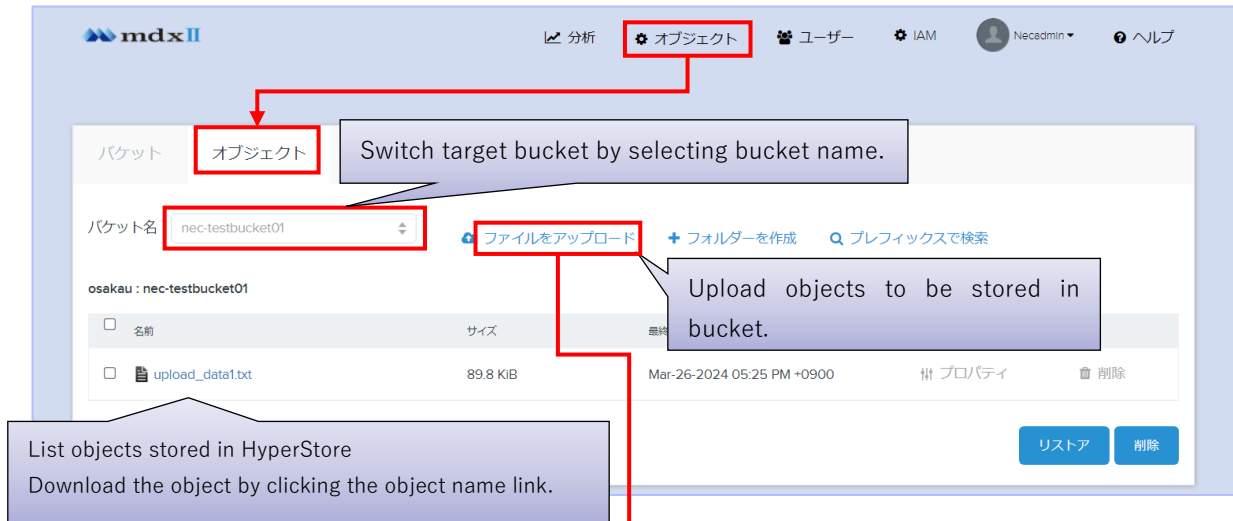 mdxII
分析 オブジェクト ユーザー IAM Necadmin ヘルプ
バケット オブジェクト
Switch target bucket by selecting bucket name.
バケット名 nec-testbucket01
ファイルをアップロード フォルダーを作成 プレフィックスで検索
Upload objects to be stored in
bucket.
osakau : nec-testbucket01
名前 サイズ
upload_data1.txt 89.8 KiB Mar-26-2024 05:25 PM +0900 プロパティ 削除
List objects stored in HyperStore
Download the object by clicking the object name link.
リストア 削除